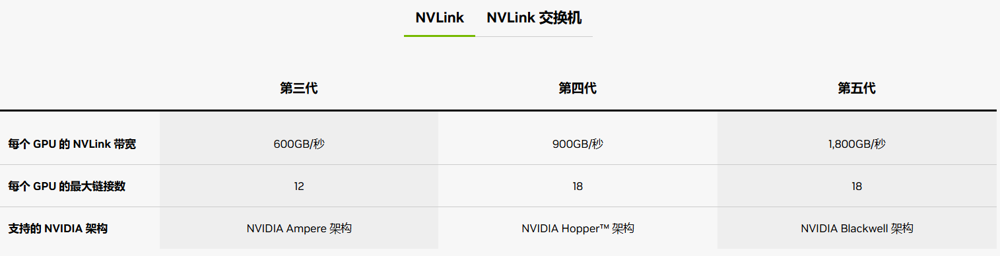 NVLink NVLink 交换机
第三代 第四代 第五代
每个 GPU 的 NVLink 带宽 600GB/秒 900GB/秒 1,800GB/秒
每个 GPU 的最大链接数 12 18 18
支持的 NVIDIA 架构 NVIDIA Ampere 架构 NVIDIA Hopper™ 架构 NVIDIA Blackwell 架构